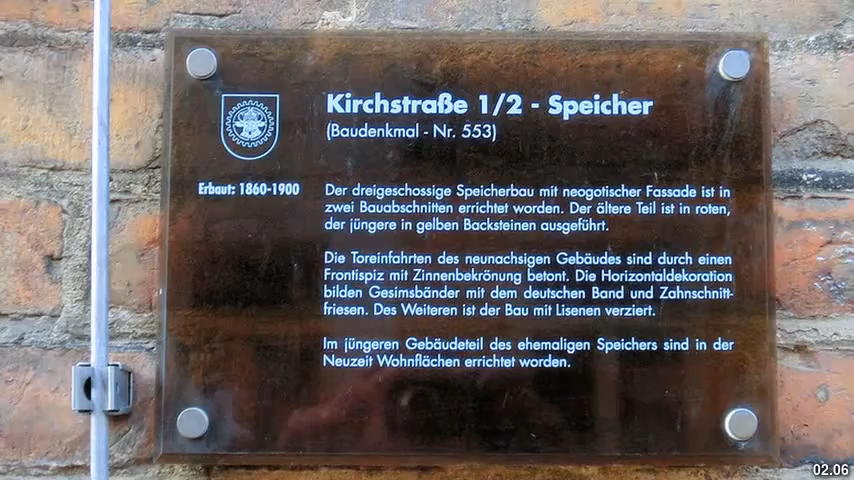 Kirchstraße 1/2 - Speicher
(Baudenkmal - Nr. 553)
Erbaut: 1860-1900
Der dreigeschossige Speicherbau mit neogotischer Fassade ist in
zwei Bauabschnitten errichtet worden. Der ältere Teil ist in roten,
der jüngere in gelben Backsteinen ausgeführt.
Die Toreinfahrten des neunachsigen Gebäudes sind durch einen
Frontispiz mit Zinnenbekrönung betont. Die Horizontaldekoration
bilden Gesimsbänder mit dem deutschen Band und Zahnschnitt-
friesen. Des Weiteren ist der Bau mit Lisenen verziert.
Im jüngeren Gebäudeteil des ehemaligen Speichers sind in der
Neuzeit Wohnflächen errichtet worden.
02.06